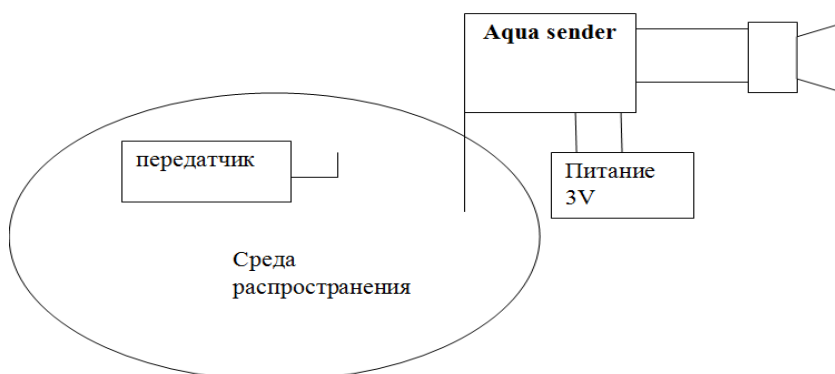 Aqua sender
передатчик
Питание
3V
Среда
распространения